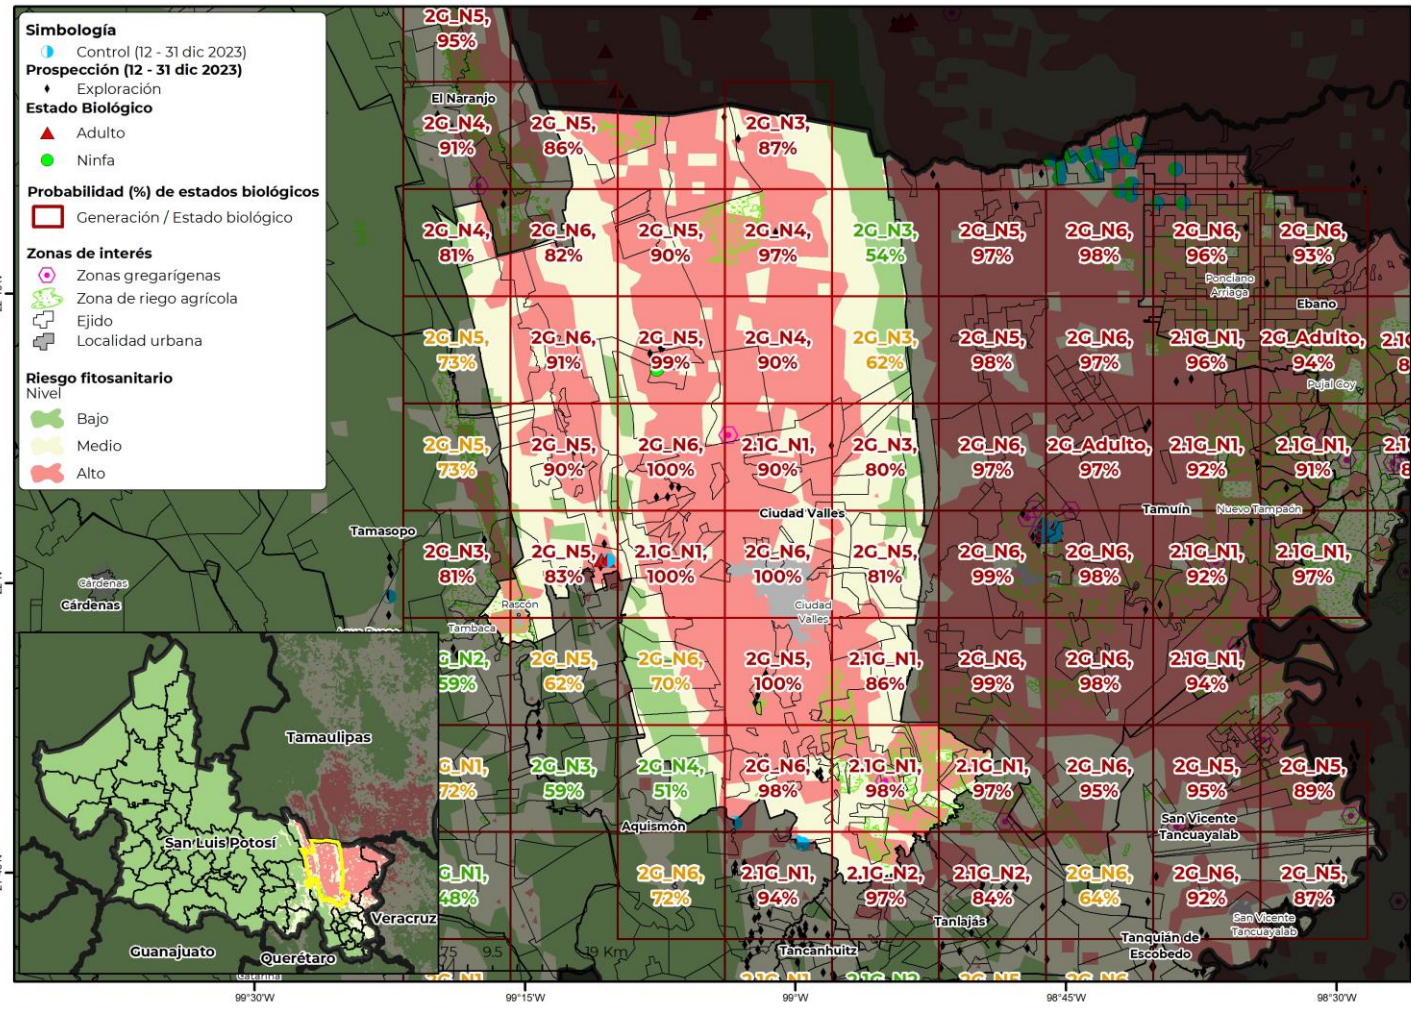 Simbología
Control (12 - 31 dic 2023)
Prospección (12 - 31 dic 2023)
Exploración
Estado Biológico
Adulto
Ninfa
Probabilidad (%) de estados biológicos
Generación / Estado biológico
Zonas de interés
Zonas gregarígenas
Zona de riego agrícola
Ejido
Localidad urbana
Riesgo fitosanitario
Nivel
Bajo
Medio
Alto
2G_N5,
95%
El Naranjo
2G_N4, 2G_N5, 2G_N3,
91% 86% 87%
2G_N4, 2G_N6, 2G_N5, 2G_N4, 2G_N3, 2G_N5, 2G_N6, 2G_N6, 2G_N6,
81% 82% 90% 97% 54% 97% 98% 96% 93%
Ponciano
Arriaga
Ebano
2G_N5, 2G_N6, 2G_N5, 2G_N4, 2G_N3, 2G_N5, 2G_N6, 2.1G_N1, 2G_Adulto,
73% 91% 99% 90% 62% 98% 97% 96% 94%
Pujal Coy
2G_N5, 2G_N5, 2G_N6, 2.1G_N1, 2G_N3, 2G_N6, 2G_Adulto, 2.1G_N1, 2.1G_N1,
73% 90% 100% 90% 80% 97% 97% 92% 91%
Ciudad Valles
Tamuín
Nuevo Tampaón
Tamasopo
2G_N3, 2G_N5, 2.1G_N1, 2G_N6, 2G_N5, 2G_N6, 2G_N6, 2.1G_N1, 2.1G_N1,
81% 83% 100% 100% 81% 99% 98% 92% 97%
Cárdenas
Cárdenas
Rascón
Ciudad
Valles
Tambaca
G_N2, 2G_N5, 2G_N6, 2G_N5, 2.1G_N1, 2G_N6, 2G_N6, 2.1G_N1,
59% 62% 70% 100% 86% 99% 98% 94%
G_N1, 2G_N3, 2G_N4, 2G_N6, 2.1G_N1, 2.1G_N1, 2G_N6, 2G_N5, 2G_N5,
72% 59% 51% 98% 98% 97% 95% 95% 89%
Aquismón
San Vicente
Tancuayalab
G_N1, 2G_N6, 2.1G_N1, 2.1G_N2, 2.1G_N2, 2G_N6, 2G_N6, 2G_N5,
48% 72% 94% 97% 84% 64% 92% 87%
Tanlajás
San Vicente
Tancuayalab
Tancanhuitz
Tanquián de
Escobedo
Tamaulipas
San Luis Potosí
Veracruz
Guanajuato
Querétaro
75 9.5 19 Km
99°30'W 99°15'W 99°W 98°45'W 98°30'W